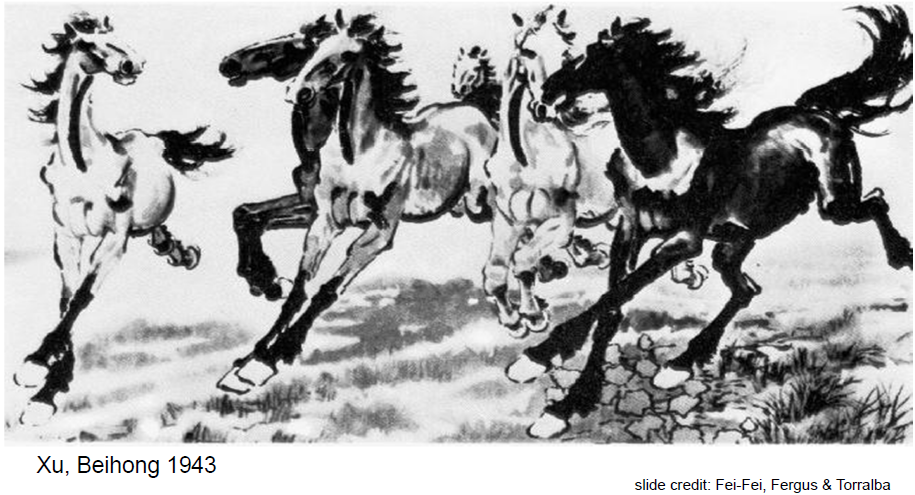 Xu, Beihong 1943
slide credit: Fei-Fei, Fergus & Torralba